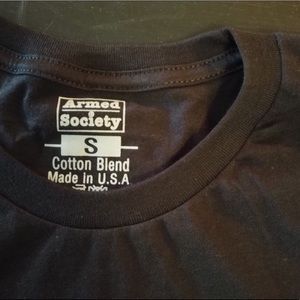 Armed
Society
S
Cotton Blend
Made in U.S.A